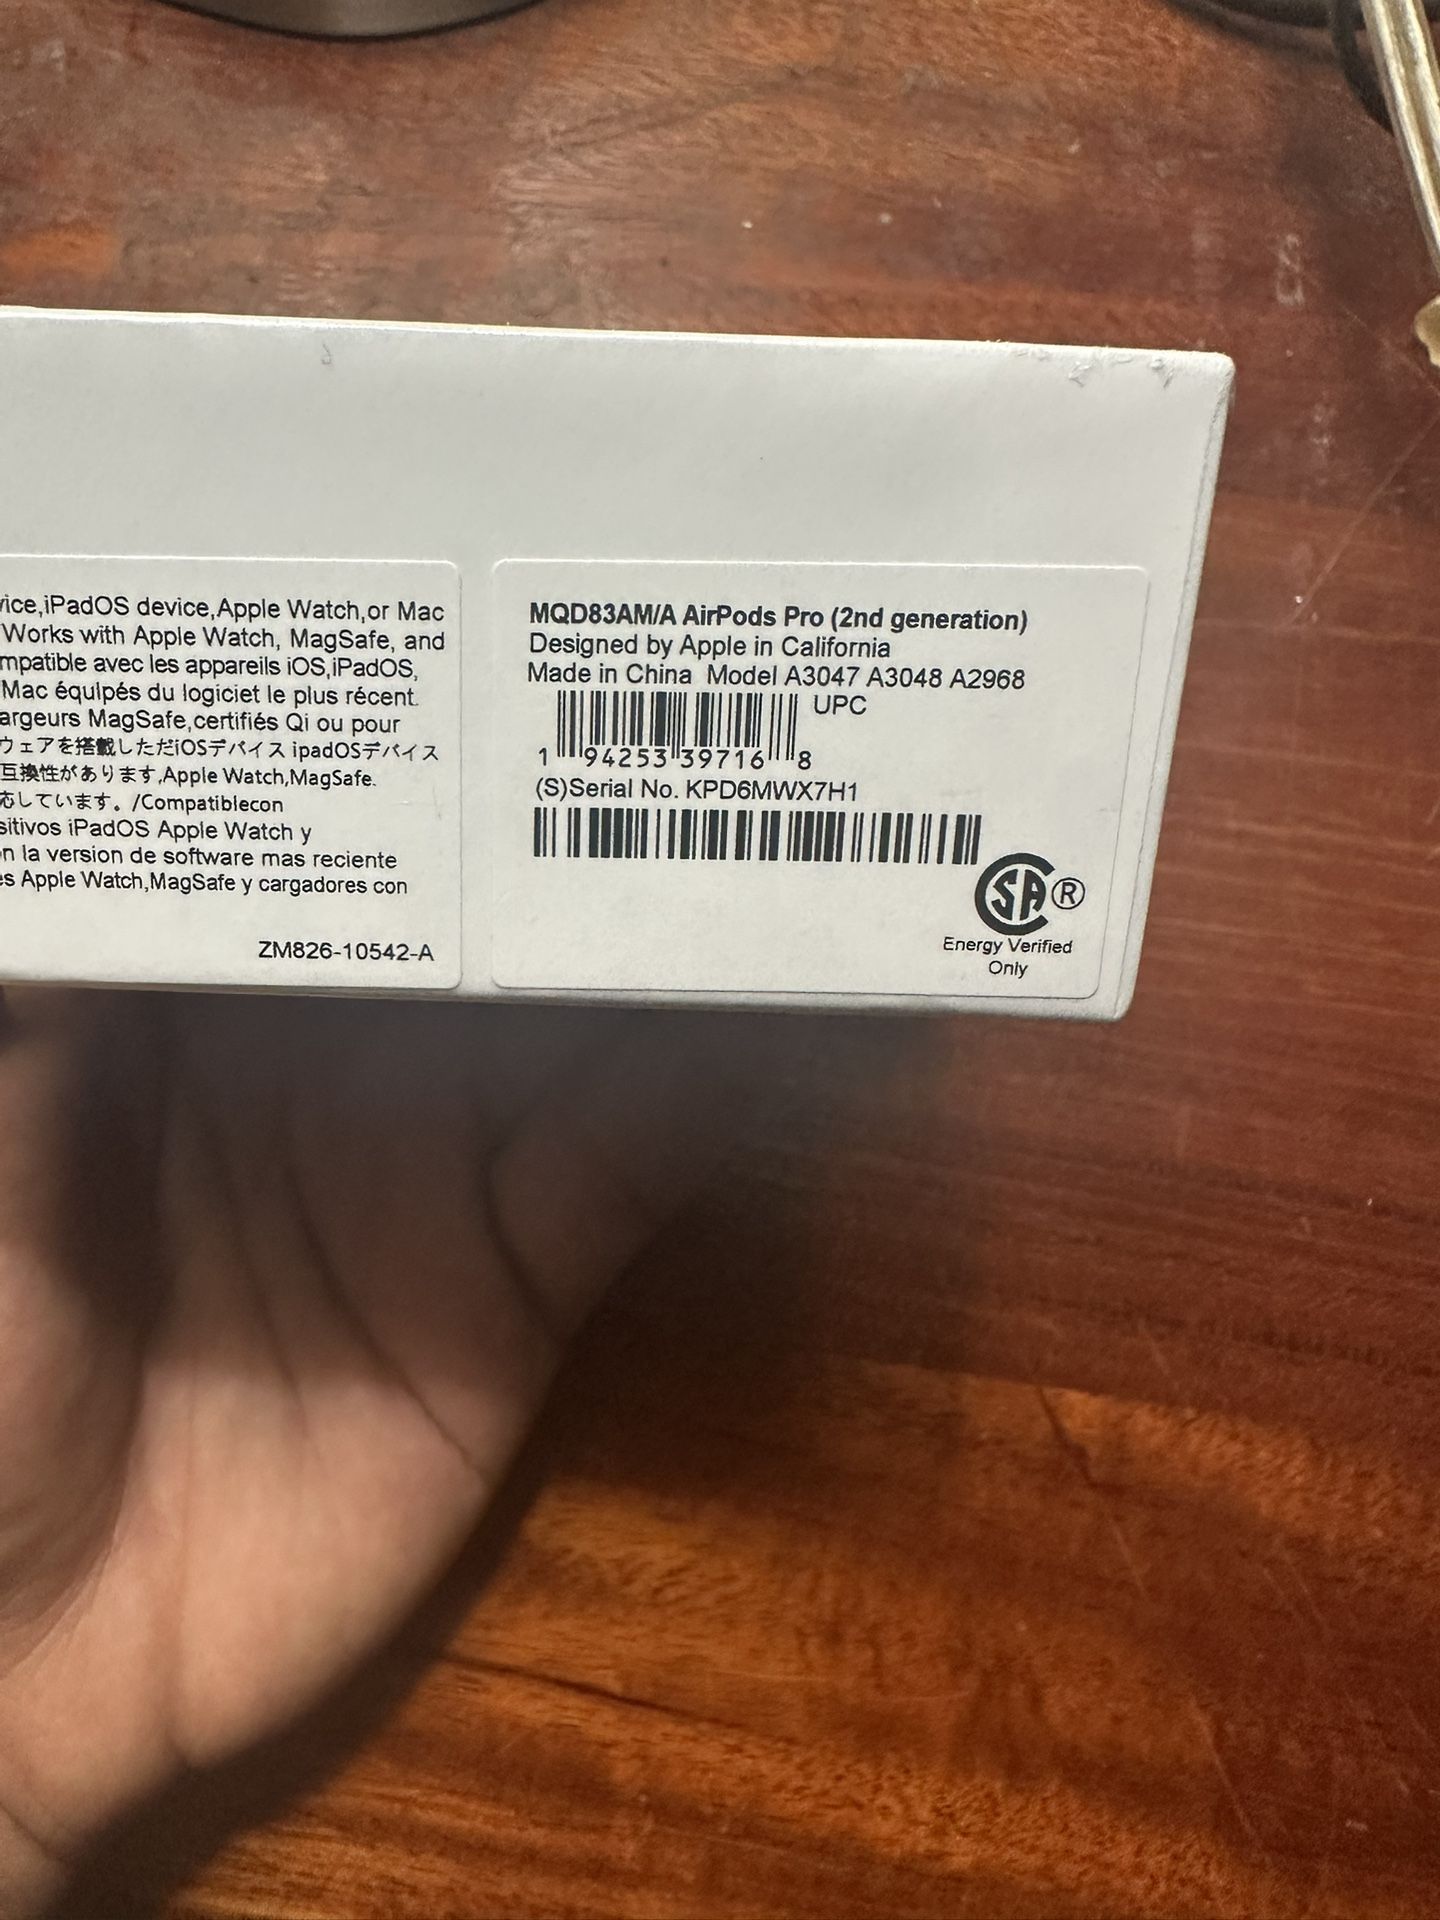 vice,iPadOS device,Apple Watch,or Mac
Works with Apple Watch, MagSafe, and
mpatible avec les appareils iOS,iPadOS,
Mac équlpés du logiciet le plus récent.
argeurs MagSafe,certifiés Qi ou pour
ウェアを搭載しただiOSデバイス ipadOSデバイス
互換性があります,Apple Watch,MagSafe.
応しています。/Compatiblecon
sitivos iPadOS Apple Watch y
n la version de software mas reciente
es Apple Watch,MagSafe y cargadores con
ZM826-10542-A
MQD83AM/A AirPods Pro (2nd generation)
Designed by Apple in California
Made in China Model A3047 A3048 A2968
UPC
1 94253 39716 8
(S)Serial No. KPD6MWX7H1
SA ®
Energy Verified
Only